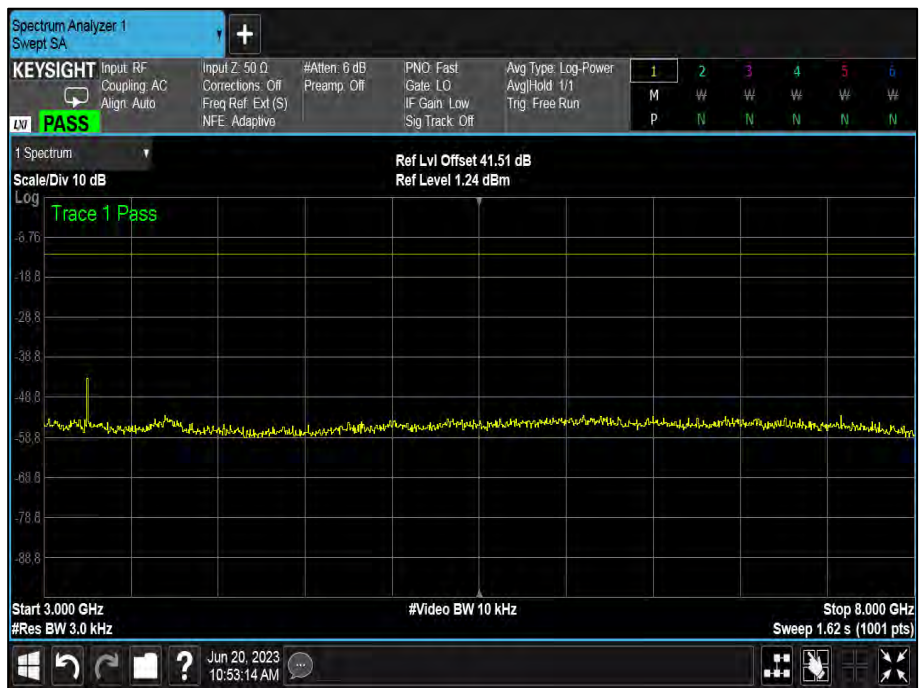 Spectrum Analyzer 1
Swept SA
+
KEYSIGHT
LXI PASS
Input: RF
Coupling: AC
Align: Auto
Input Z: 50 Ω
Corrections: Off
Freq Ref: Ext (S)
NFE: Adaptive
#Atten: 6 dB
Preamp: Off
PNO: Fast
Gate: LO
IF Gain: Low
Sig Track: Off
Avg Type: Log-Power
Avg|Hold: 1/1
Trig: Free Run
1 2 3 4 5 6
M W W W W W
P N N N N N
1 Spectrum
Scale/Div 10 dB
Ref Lvl Offset 41.51 dB
Ref Level 1.24 dBm
Log
Trace 1 Pass
-8.76
-18.8
-28.8
-38.8
-48.8
-58.8
-68.8
-78.8
-88.8
Start 3.000 GHz
#Res BW 3.0 kHz
#Video BW 10 kHz
Stop 8.000 GHz
Sweep 1.62 s (1001 pts)
?
Jun 20, 2023
10:53:14 AM